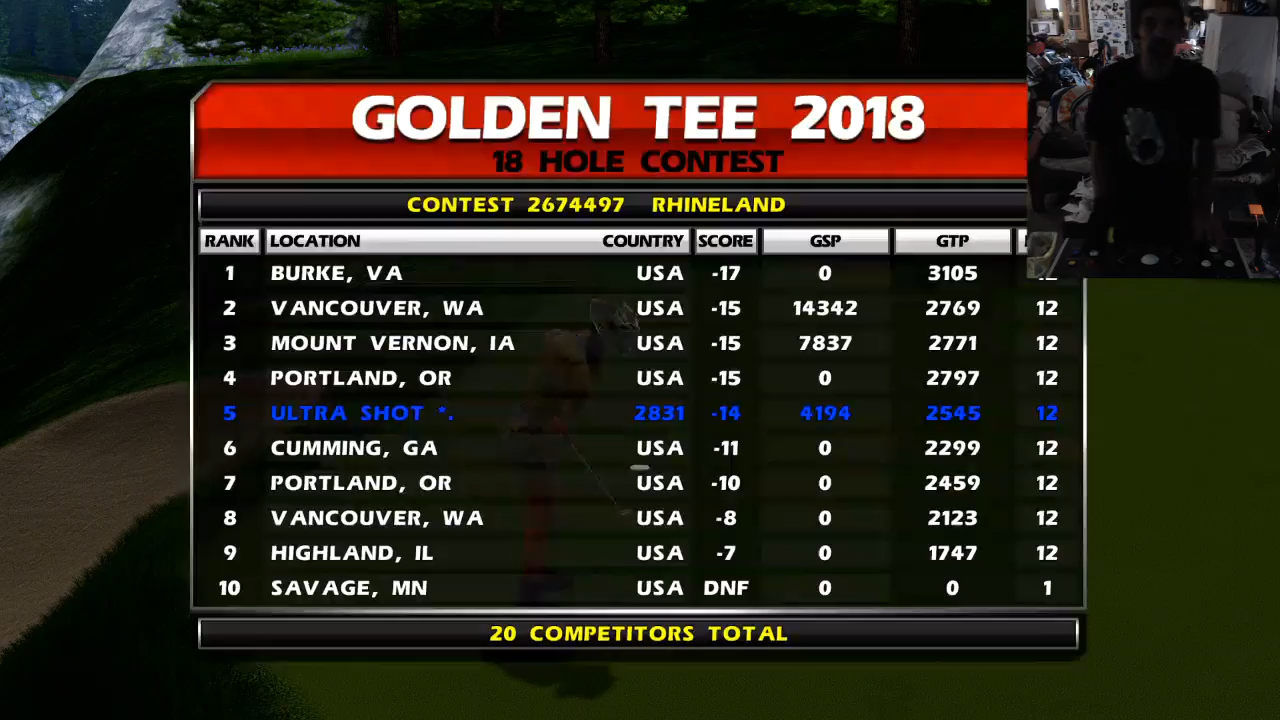 GOLDEN TEE 2018
18 HOLE CONTEST
CONTEST 2674497 RHINELAND
RANK LOCATION COUNTRY SCORE GSP GTP
1 BURKE, VA USA -17 0 3105
2 VANCOUVER, WA USA -15 14342 2769 12
3 MOUNT VERNON, IA USA -15 7837 2771 12
4 PORTLAND, OR USA -15 0 2797 12
5 ULTRA SHOT *. 2831 -14 4194 2545 12
6 CUMMING, GA USA -11 0 2299 12
7 PORTLAND, OR USA -10 0 2459 12
8 VANCOUVER, WA USA -8 0 2123 12
9 HIGHLAND, IL USA -7 0 1747 12
10 SAVAGE, MN USA DNF 0 0 1
20 COMPETITORS TOTAL